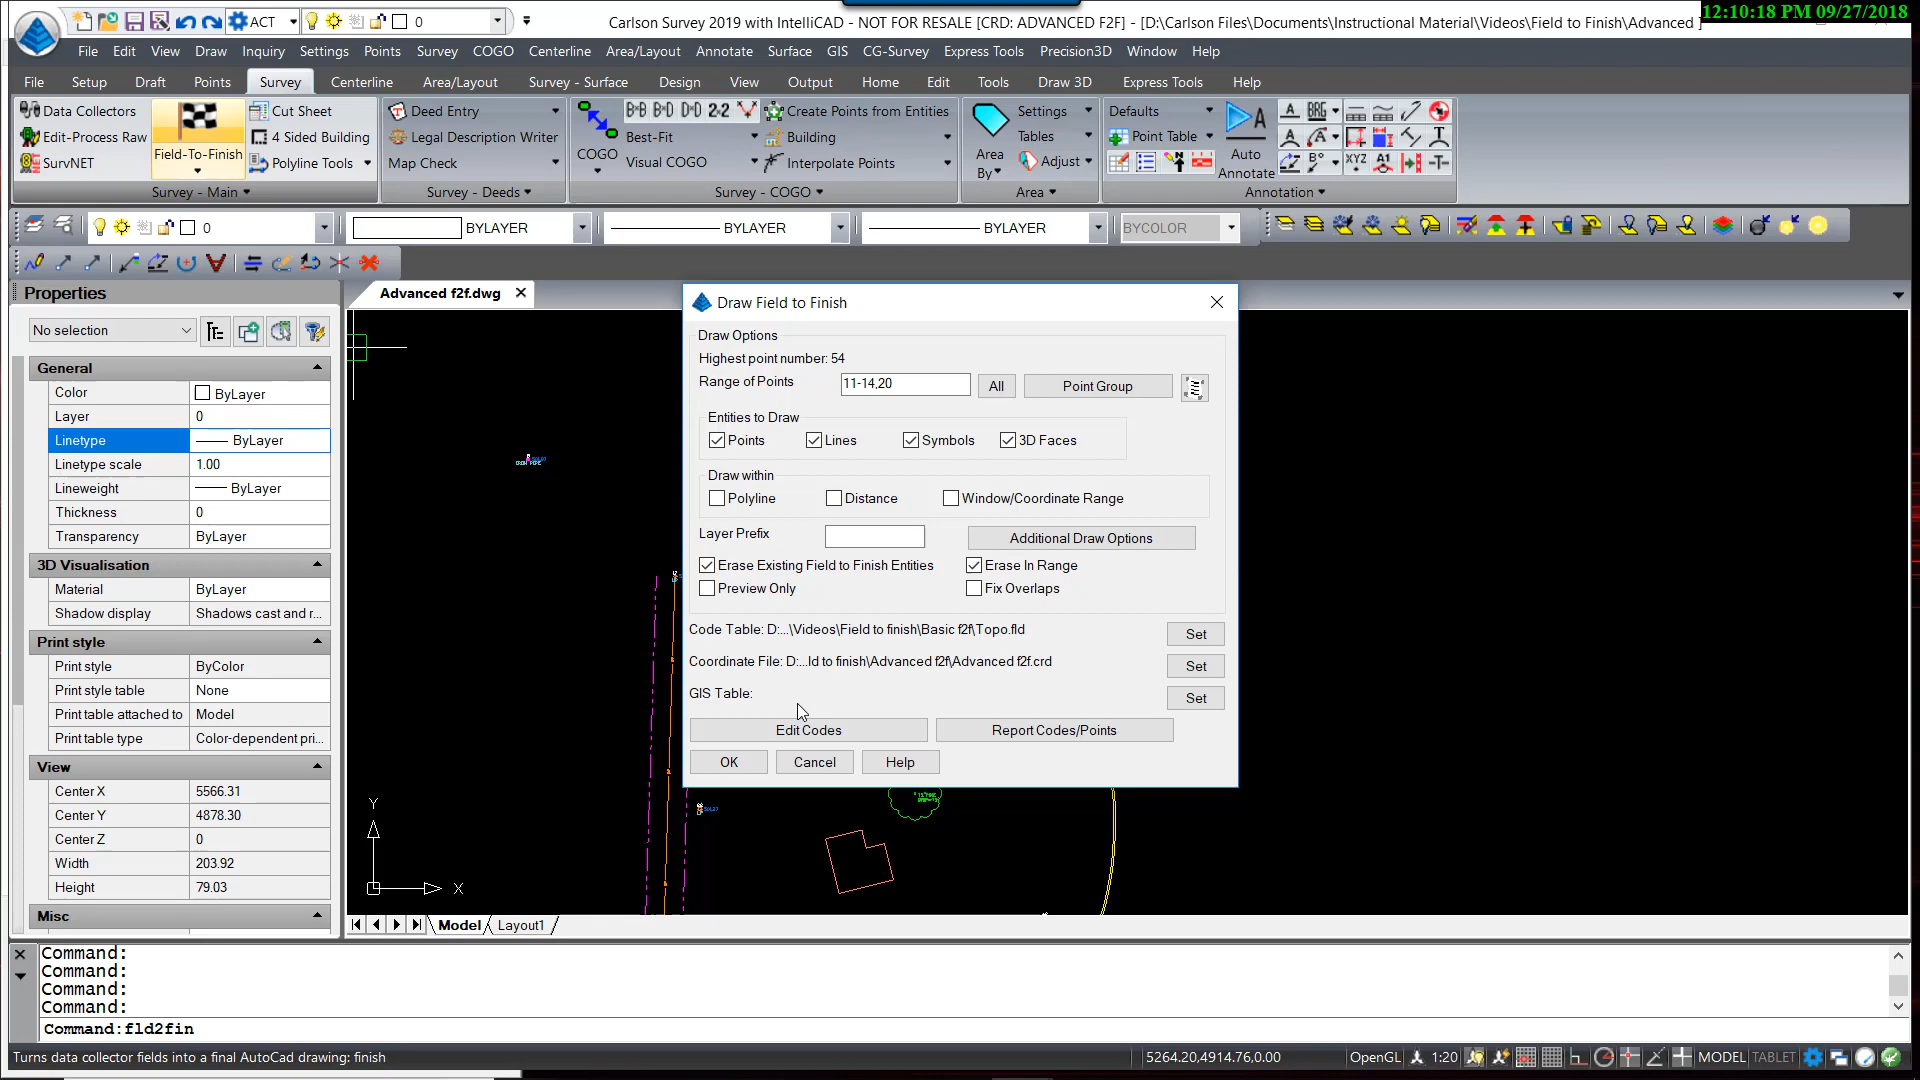 ACT
0
Carlson Survey 2019 with IntelliCAD - NOT FOR RESALE [CRD: ADVANCED F2F] - [D:\Carlson Files\Documents\Instructional Material\Videos\Field to Finish\Advanced ]
12:10:18 PM 09/27/2018
File Edit View Draw Inquiry Settings Points Survey COGO Centerline Area/Layout Annotate Surface GIS CG-Survey Express Tools Precision3D Window Help
File Setup Draft Points Survey Centerline Area/Layout Survey - Surface Design View Output Home Edit Tools Draw 3D Express Tools Help
Data Collectors
Edit-Process Raw
SurvNET
Field-To-Finish
Cut Sheet
4 Sided Building
Polyline Tools
Survey - Main
Deed Entry
Legal Description Writer
Map Check
Survey - Deeds
COGO
Best-Fit
Visual COGO
Create Points from Entities
Building
Interpolate Points
Survey - COGO
Area
By
Settings
Tables
Adjust
Area
Defaults
Point Table
Auto
Annotate
BRG
XYZ
Annotation
0
BYLAYER
BYLAYER
BYLAYER
BYCOLOR
Properties
No selection
General
Color ByLayer
Layer 0
Linetype ByLayer
Linetype scale 1.00
Lineweight ByLayer
Thickness 0
Transparency ByLayer
3D Visualisation
Material ByLayer
Shadow display Shadows cast and r...
Print style
Print style ByColor
Print style table None
Print table attached to Model
Print table type Color-dependent pri...
View
Center X 5566.31
Center Y 4878.30
Center Z 0
Width 203.92
Height 79.03
Misc
Advanced f2f.dwg
Draw Field to Finish
Draw Options
Highest point number: 54
Range of Points 11-14,20 All Point Group
Entities to Draw
Points Lines Symbols 3D Faces
Draw within
Polyline Distance Window/Coordinate Range
Layer Prefix Additional Draw Options
Erase Existing Field to Finish Entities Erase In Range
Preview Only Fix Overlaps
Code Table: D:...\Videos\Field to finish\Basic f2f\Topo.fld Set
Coordinate File: D:...ld to finish\Advanced f2f\Advanced f2f.crd Set
GIS Table: Set
Edit Codes Report Codes/Points
OK Cancel Help
Y
X
Model Layout1
Command:
Command:
Command:
Command:
Command:fld2fin
Turns data collector fields into a final AutoCad drawing: finish
5264.20,4914.76,0.00 OpenGL 1:20 MODEL TABLET